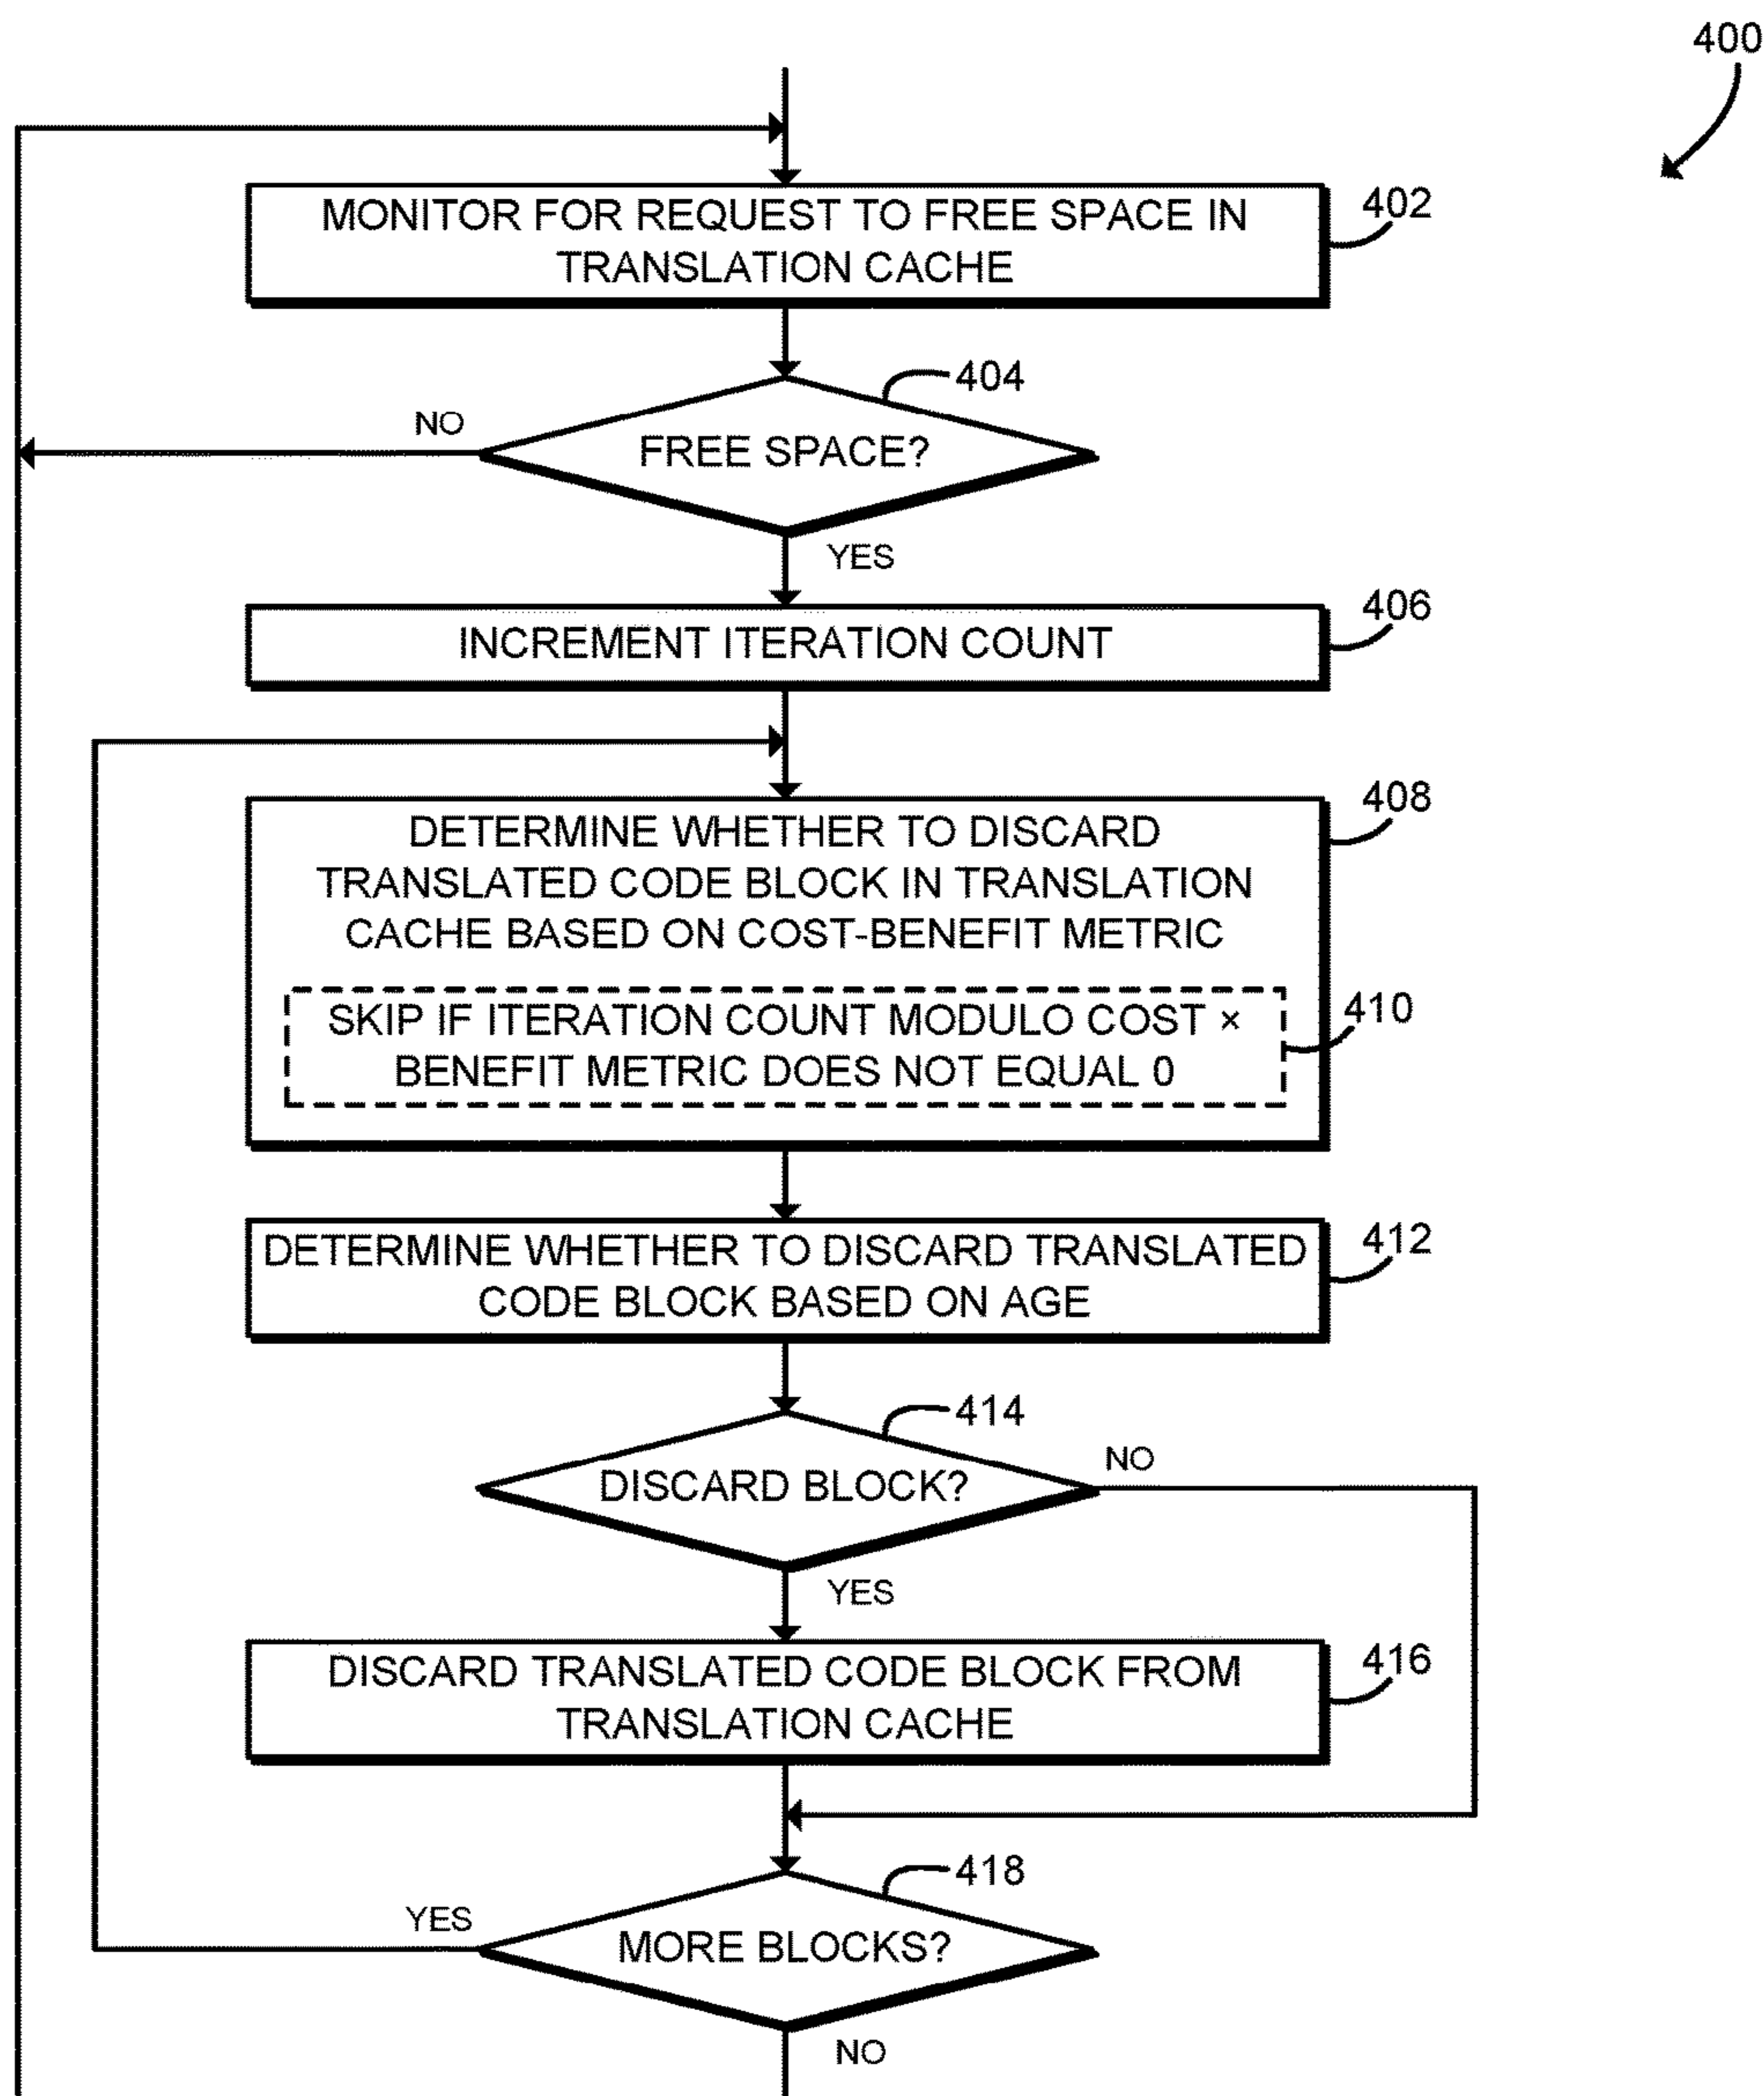 400
MONITOR FOR REQUEST TO FREE SPACE IN
TRANSLATION CACHE
402
404
NO
FREE SPACE?
YES
406
INCREMENT ITERATION COUNT
408
DETERMINE WHETHER TO DISCARD
TRANSLATED CODE BLOCK IN TRANSLATION
CACHE BASED ON COST-BENEFIT METRIC
SKIP IF ITERATION COUNT MODULO COST ×
BENEFIT METRIC DOES NOT EQUAL 0
410
DETERMINE WHETHER TO DISCARD TRANSLATED
CODE BLOCK BASED ON AGE
412
414
NO
DISCARD BLOCK?
YES
DISCARD TRANSLATED CODE BLOCK FROM
TRANSLATION CACHE
416
418
YES
MORE BLOCKS?
NO